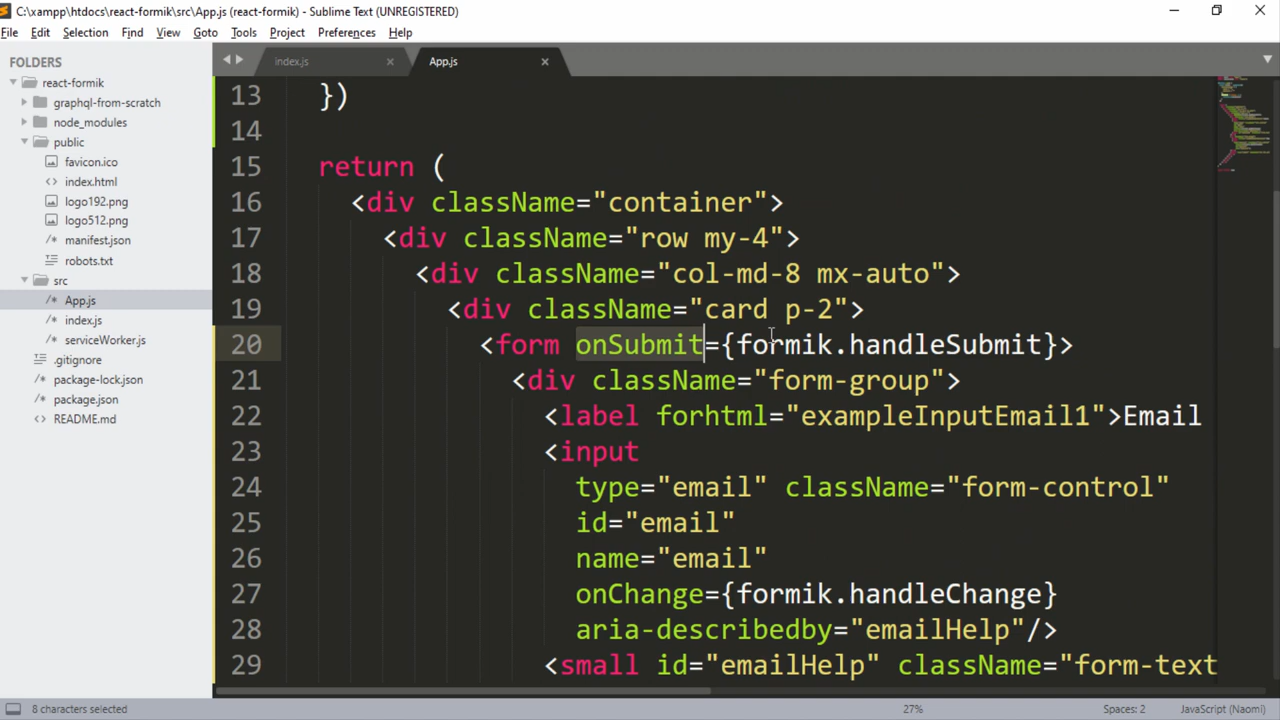 C:\xampp\htdocs\react-formik\src\App.js (react-formik) - Sublime Text (UNREGISTERED)
File Edit Selection Find View Goto Tools Project Preferences Help
FOLDERS
react-formik
graphql-from-scratch
node_modules
public
favicon.ico
index.html
logo192.png
logo512.png
manifest.json
robots.txt
src
App.js
index.js
serviceWorker.js
.gitignore
package-lock.json
package.json
README.md
index.js App.js
13 })
14
15 return (
16 <div className="container">
17 <div className="row my-4">
18 <div className="col-md-8 mx-auto">
19 <div className="card p-2">
20 <form onSubmit={formik.handleSubmit}>
21 <div className="form-group">
22 <label forhtml="exampleInputEmail1">Email
23 <input
24 type="email" className="form-control"
25 id="email"
26 name="email"
27 onChange={formik.handleChange}
28 aria-describedby="emailHelp"/>
29 <small id="emailHelp" className="form-text
8 characters selected 27% Spaces: 2 JavaScript (Naomi)